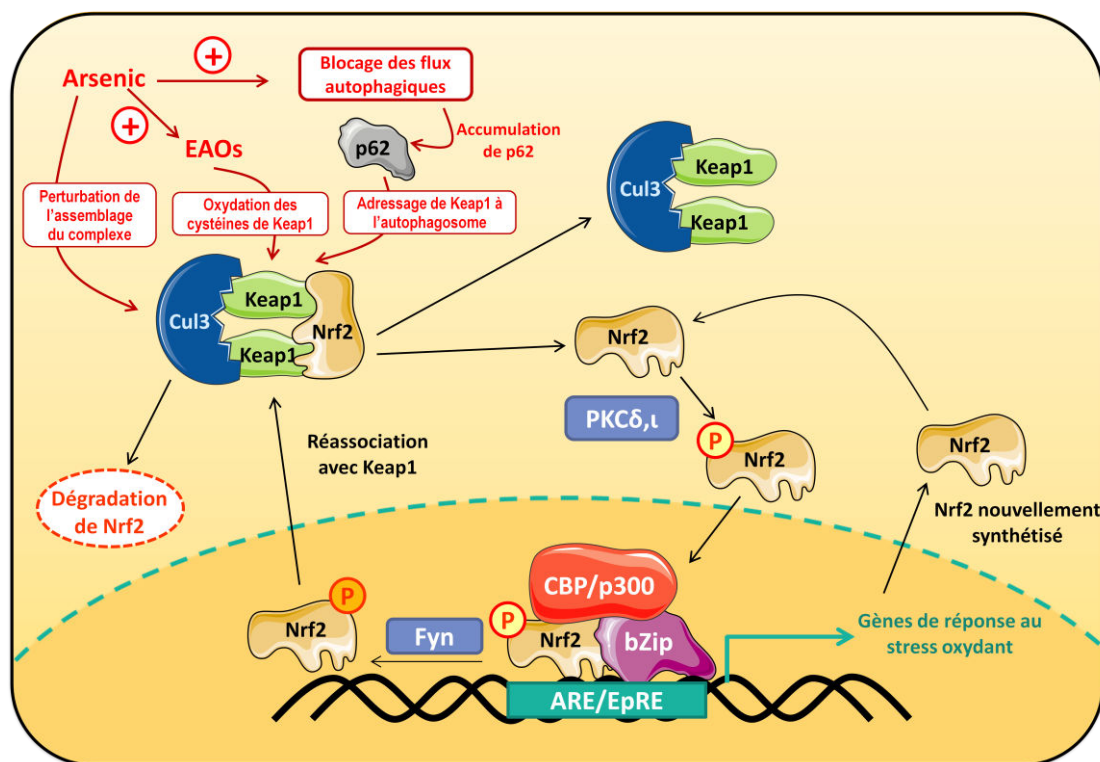 Arsenic
+
Blocage des flux
autophagiques
+
EAOs
p62
Accumulation
de p62
Perturbation de
l'assemblage
du complexe
Oxydation des
cystéines de Keap1
Adressage de Keap1 à
l'autophagosome
Cul3
Keap1
Keap1
Cul3
Keap1
Keap1
Nrf2
Nrf2
PKCδ,ι
P
Nrf2
Nrf2
Nrf2 nouvellement
synthétisé
Réassociation
avec Keap1
Dégradation
de Nrf2
P
Nrf2
Fyn
P
Nrf2
CBP/p300
bZip
ARE/EpRE
Gènes de réponse au
stress oxydant